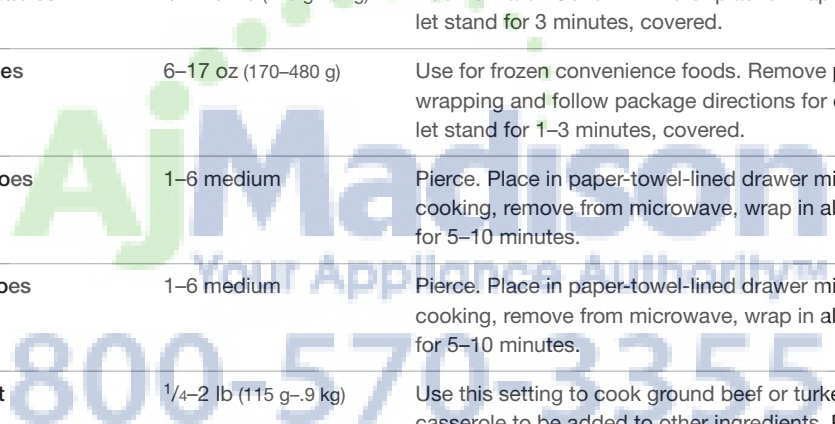 let stand for 3 minutes, covered.
es 6–17 oz (170–480 g) Use for frozen convenience foods. Remove
wrapping and follow package directions for
let stand for 1–3 minutes, covered.
oes 1–6 medium Pierce. Place in paper-towel-lined drawer mi
cooking, remove from microwave, wrap in al
for 5–10 minutes.
oes 1–6 medium Pierce. Place in paper-towel-lined drawer mi
cooking, remove from microwave, wrap in al
for 5–10 minutes.
t 1/4–2 lb (115 g–.9 kg) Use this setting to cook ground beef or turke
casserole to be added to other ingredients.
AjMadison
Your Appliance Authority™
800-570-3355